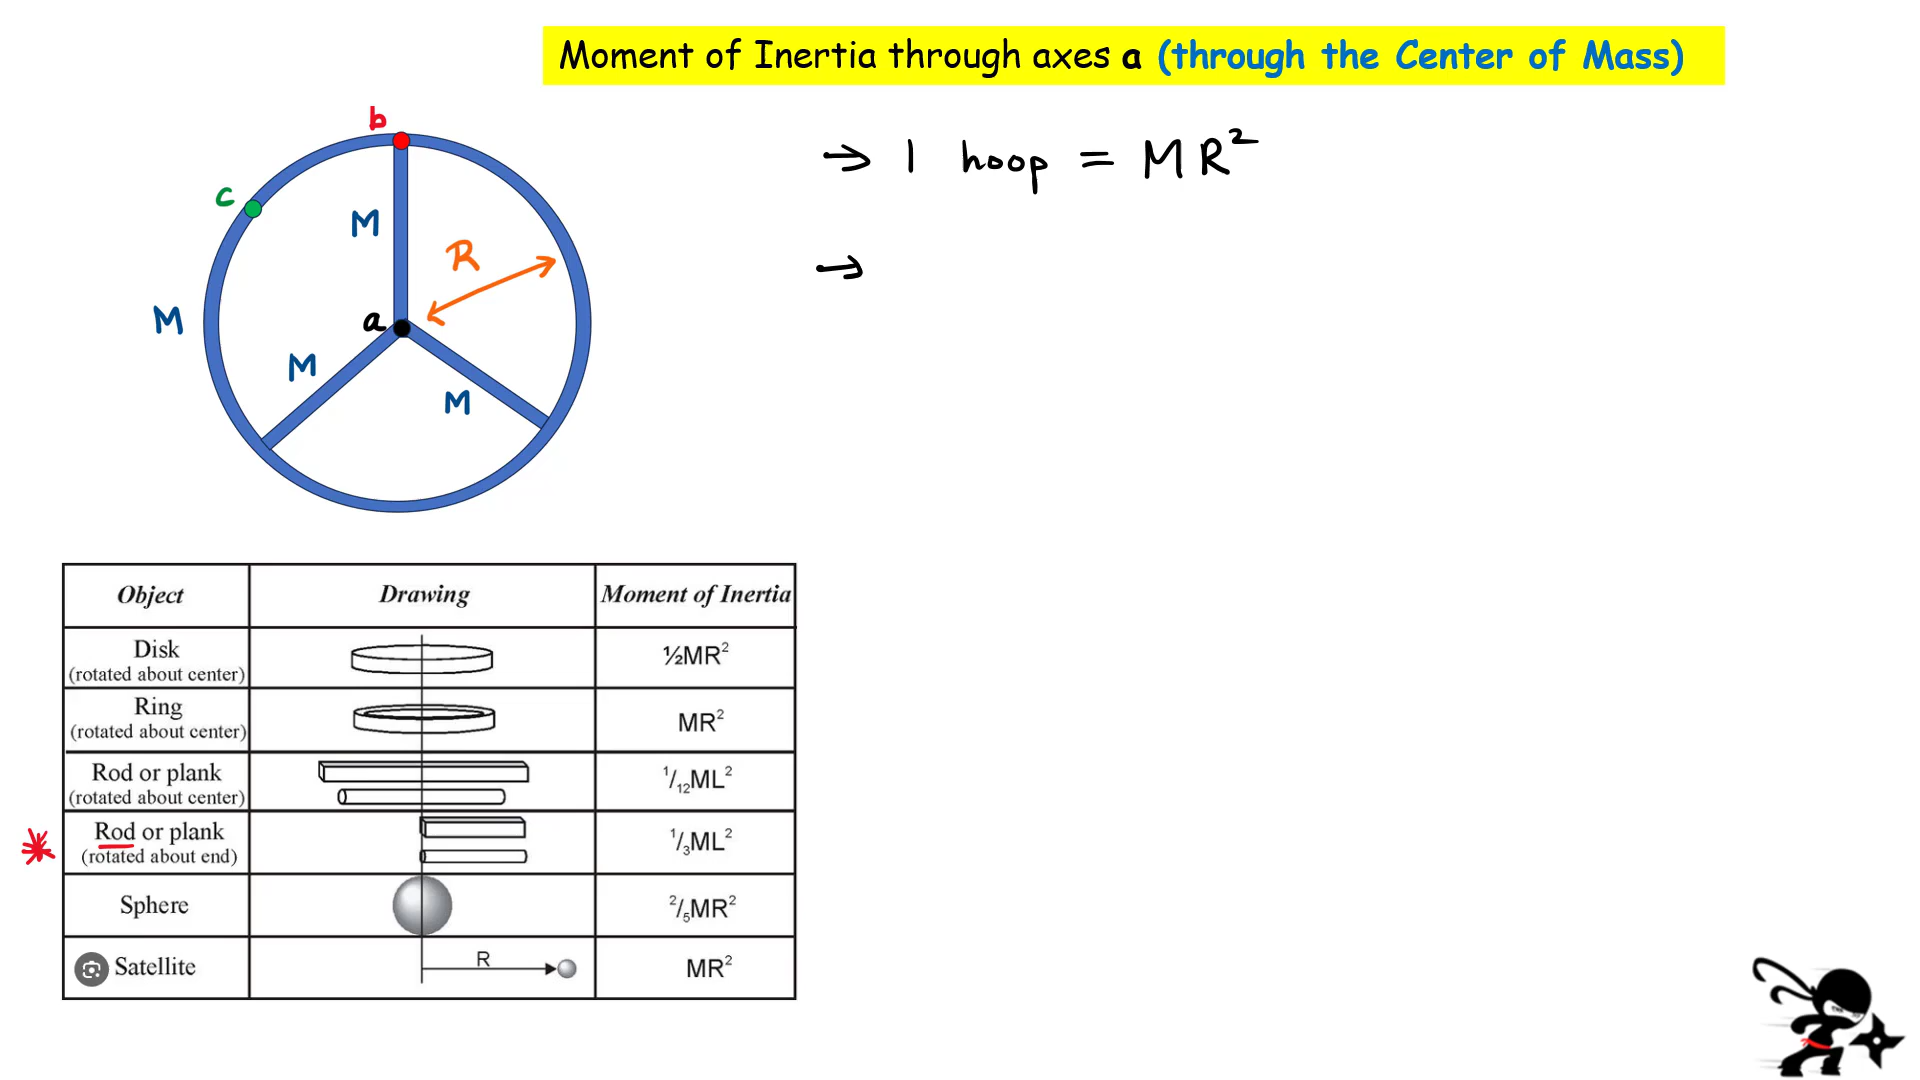 Moment of Inertia through axes a (through the Center of Mass)
b
→ 1 hoop = MR²
c
M
R
→
a
M
M
M
Object Drawing Moment of Inertia
Disk
(rotated about center)
½MR²
Ring
(rotated about center)
MR²
Rod or plank
(rotated about center)
¹/₁₂ML²
Rod or plank
(rotated about end)
¹/₃ML²
Sphere
²/₅MR²
Satellite
R
MR²